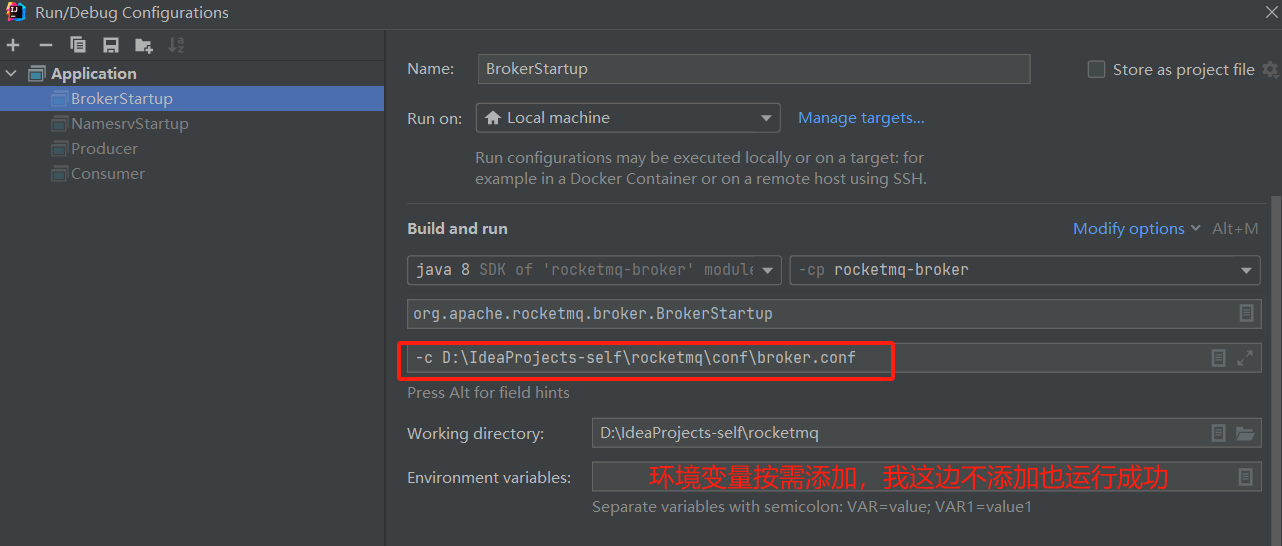 Run/Debug Configurations
Application
BrokerStartup
NamesrvStartup
Producer
Consumer
Name: BrokerStartup Store as project file
Run on: Local machine Manage targets...
Run configurations may be executed locally or on a target: for
example in a Docker Container or on a remote host using SSH.
Build and run Modify options Alt+M
java 8 SDK of 'rocketmq-broker' module -cp rocketmq-broker
org.apache.rocketmq.broker.BrokerStartup
-c D:\IdeaProjects-self\rocketmq\conf\broker.conf
Press Alt for field hints
Working directory: D:\IdeaProjects-self\rocketmq
Environment variables: 环境变量按需添加，我这边不添加也运行成功
Separate variables with semicolon: VAR=value; VAR1=value1